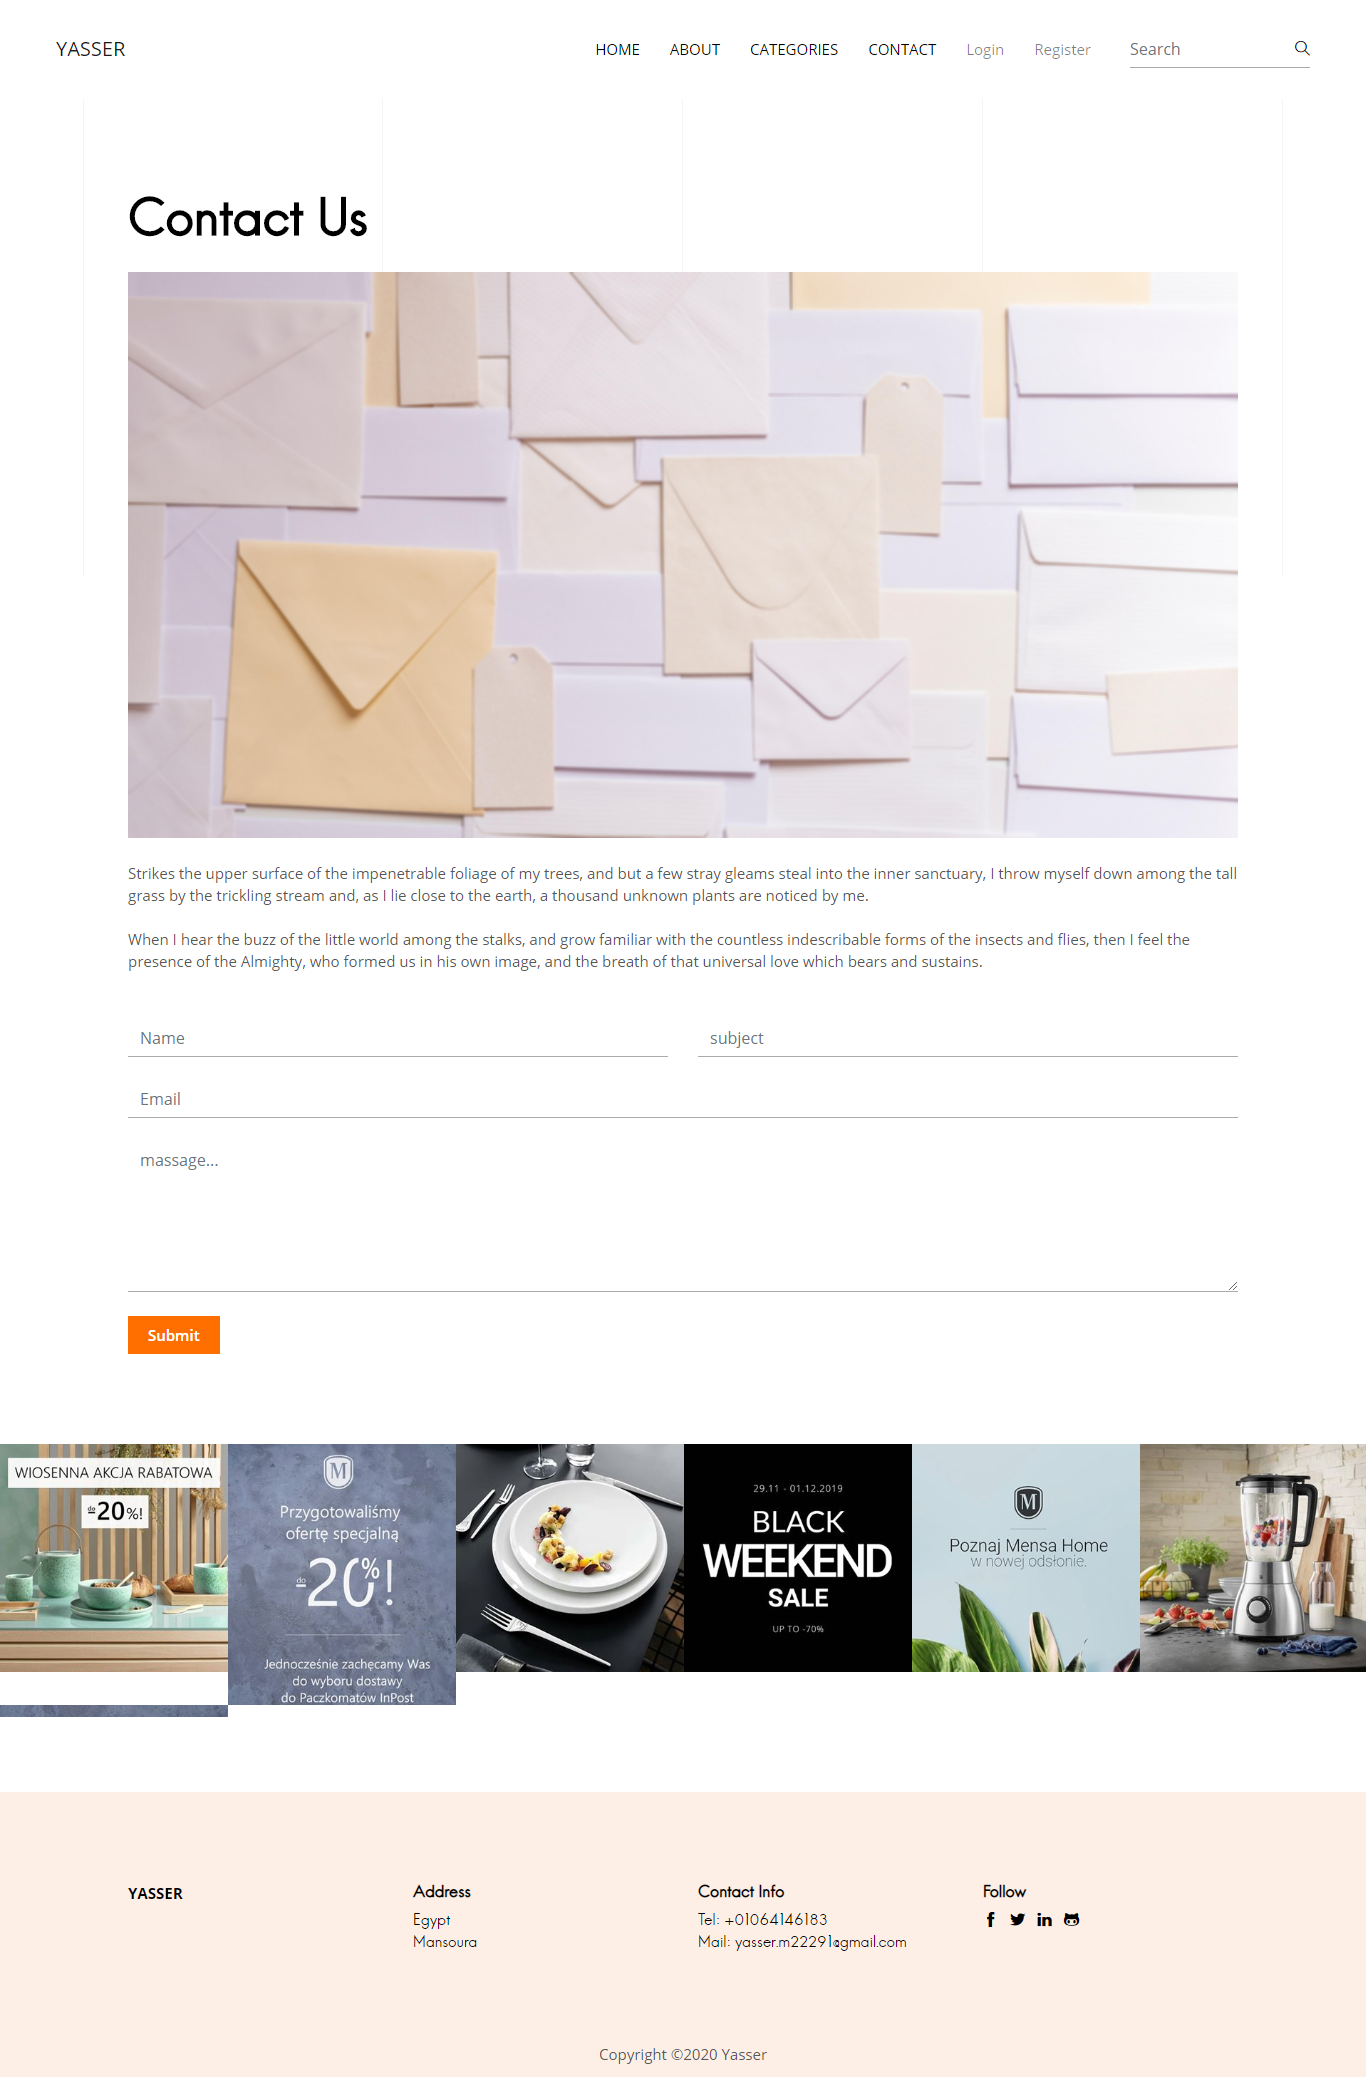 YASSER
HOME ABOUT CATEGORIES CONTACT Login Register Search
Contact Us
Strikes the upper surface of the impenetrable foliage of my trees, and but a few stray gleams steal into the inner sanctuary, I throw myself down among the tall
grass by the trickling stream and, as I lie close to the earth, a thousand unknown plants are noticed by me.
When I hear the buzz of the little world among the stalks, and grow familiar with the countless indescribable forms of the insects and flies, then I feel the
presence of the Almighty, who formed us in his own image, and the breath of that universal love which bears and sustains.
Name
subject
Email
massage...
Submit
WIOSENNA AKCJA RABATOWA
do -20%!
M
Przygotowaliśmy
ofertę specjalną
do -20%!
Jednocześnie zachęcamy Was
do wyboru dostawy
do Paczkomatów InPost
29.11 - 01.12.2019
BLACK
WEEKEND
SALE
UP TO -70%
M
Poznaj Mensa Home
w nowej odsłonie.
YASSER
Address
Egypt
Mansoura
Contact Info
Tel: +01064146183
Mail: yasser.m22291@gmail.com
Follow
Copyright ©2020 Yasser